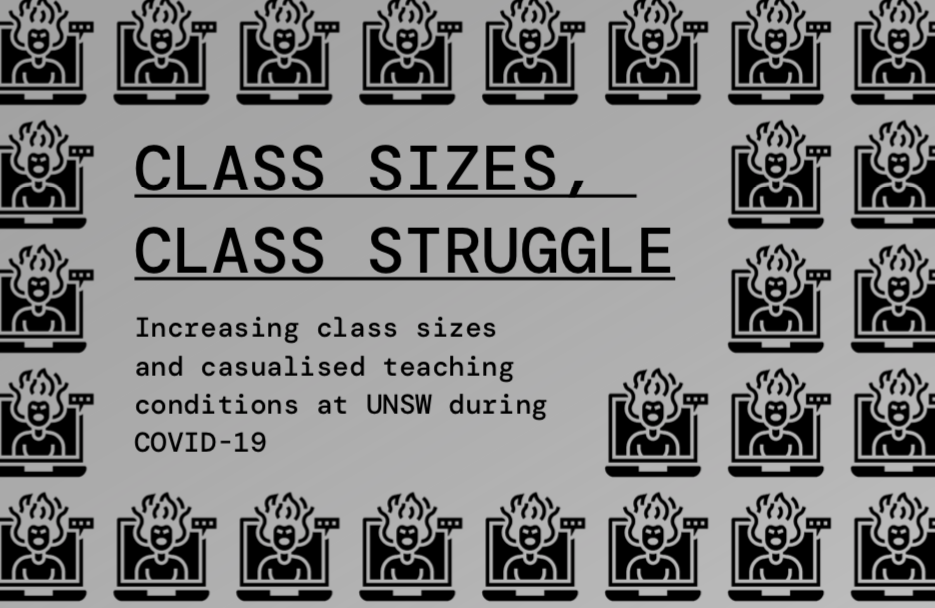 CLASS SIZES,
CLASS STRUGGLE
Increasing class sizes
and casualised teaching
conditions at UNSW during
COVID-19